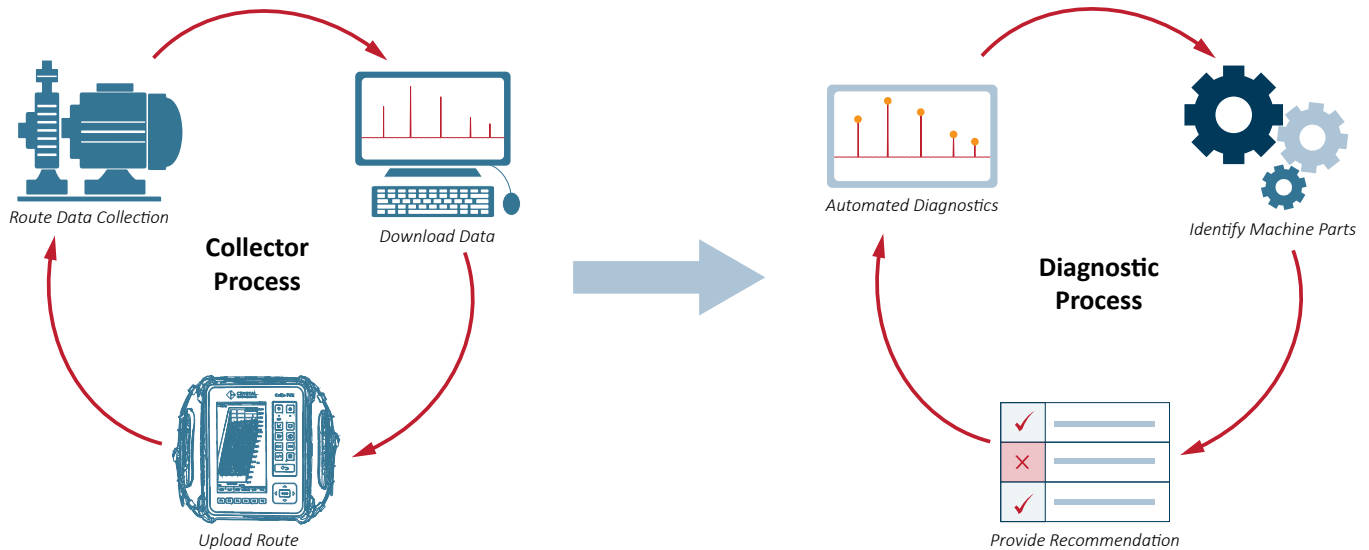 Route Data Collection
Download Data
Collector
Process
Upload Route
Automated Diagnostics
Identify Machine Parts
Diagnostic
Process
Provide Recommendation